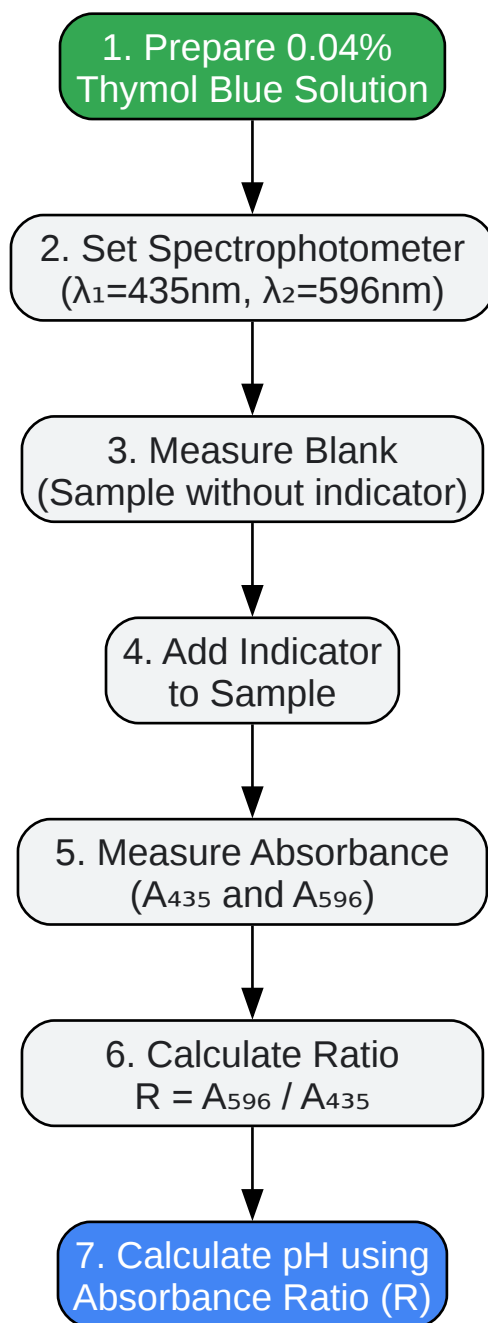 1. Prepare 0.04%
Thymol Blue Solution
2. Set Spectrophotometer
(λ₁=435nm, λ₂=596nm)
3. Measure Blank
(Sample without indicator)
4. Add Indicator
to Sample
5. Measure Absorbance
(A₄₃₅ and A₅₉₆)
6. Calculate Ratio
R = A₅₉₆ / A₄₃₅
7. Calculate pH using
Absorbance Ratio (R)